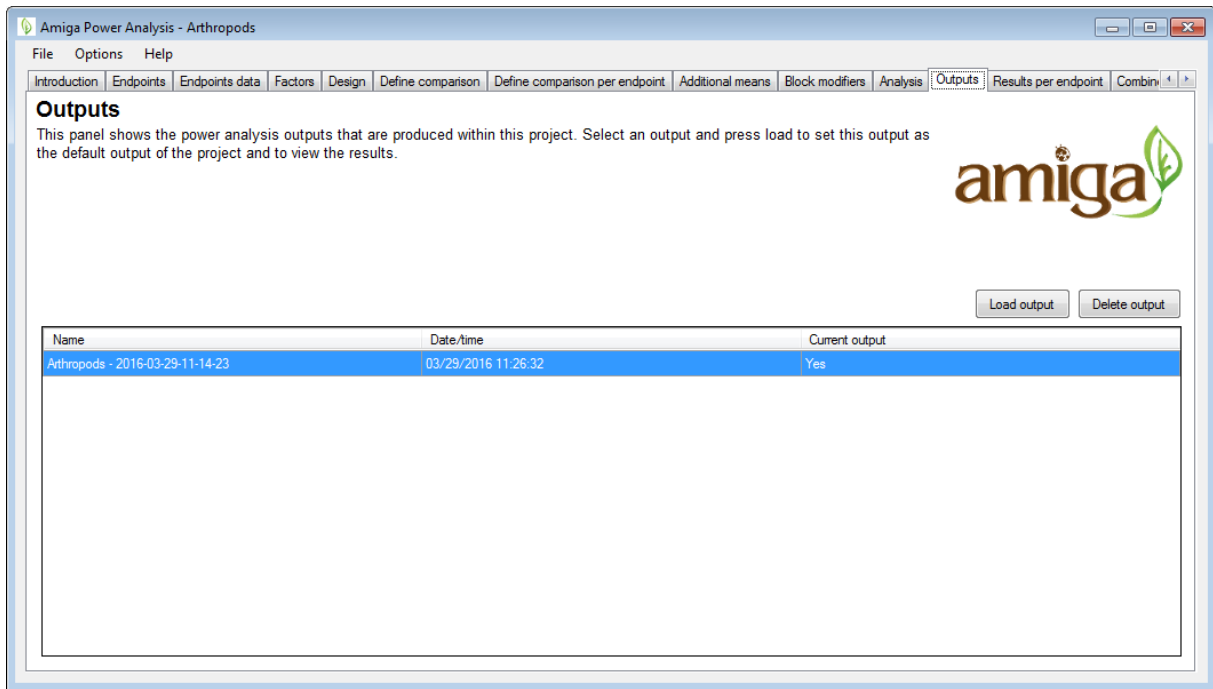 Amiga Power Analysis - Arthropods
File Options Help
Introduction Endpoints Endpoints data Factors Design Define comparison Define comparison per endpoint Additional means Block modifiers Analysis Outputs Results per endpoint Combin
Outputs
This panel shows the power analysis outputs that are produced within this project. Select an output and press load to set this output as
the default output of the project and to view the results.
amiga
Load output Delete output
Name Date/time Current output
Arthropods - 2016-03-29-11-14-23 03/29/2016 11:26:32 Yes